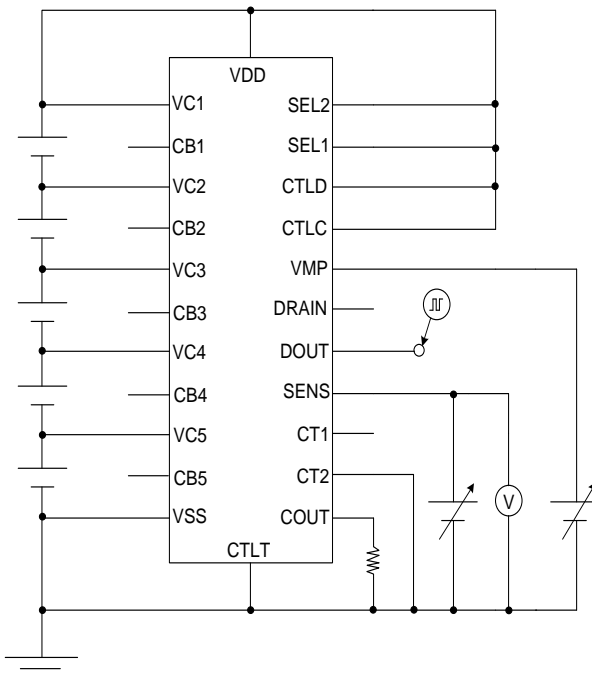 VDD
VC1
CB1
VC2
CB2
VC3
CB3
VC4
CB4
VC5
CB5
VSS
SEL2
SEL1
CTLD
CTLC
VMP
DRAIN
DOUT
SENS
CT1
CT2
COUT
CTLT
V